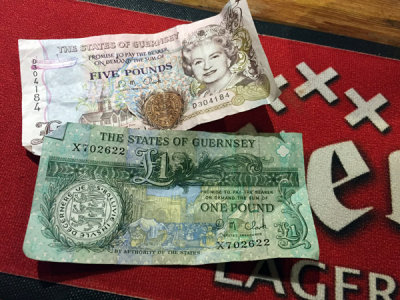 THE STATES OF GUERNSEY
PROMISE TO PAY THE BEARER
ON DEMAND THE SUM OF
FIVE POUNDS
D304184
D304184
THE STATES OF GUERNSEY
X702622
£1
PROMISE TO PAY THE BEARER
ON DEMAND THE SUM OF
ONE POUND
X702622
£1
BY AUTHORITY OF THE STATES
LAGER